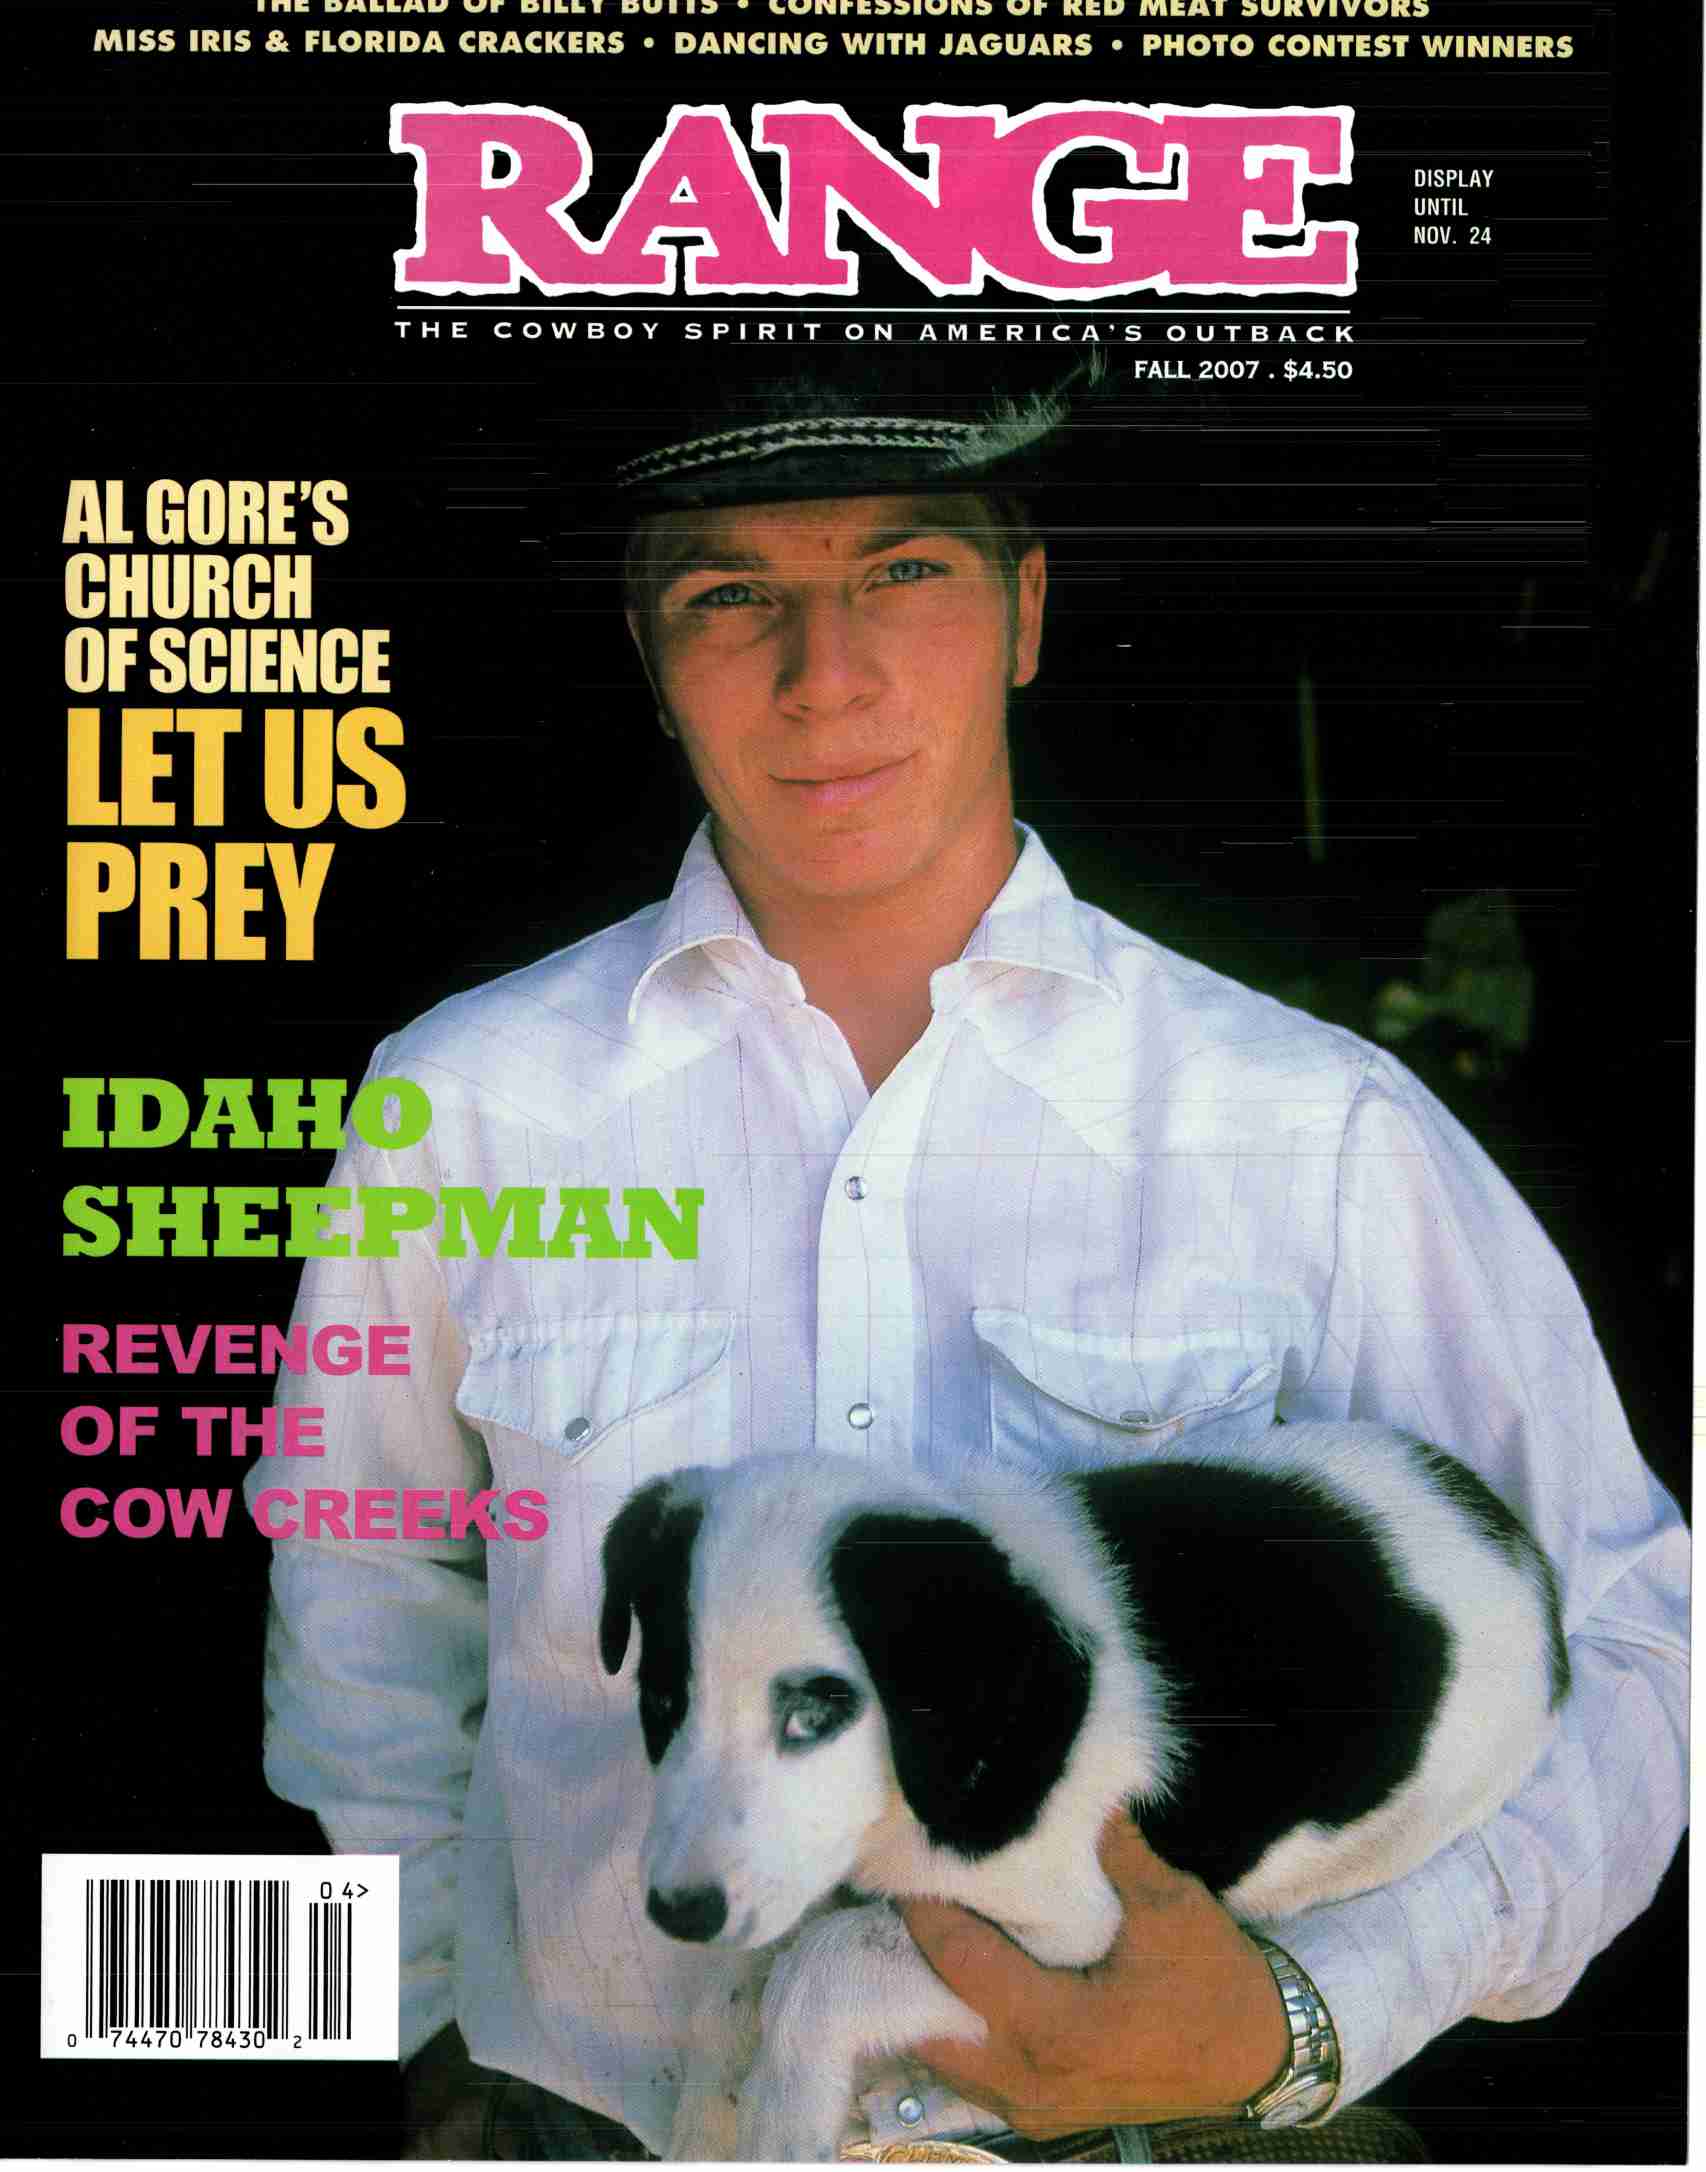 THE BALLAD OF BILLY BUTTS • CONFESSIONS OF RED MEAT SURVIVORS
MISS IRIS & FLORIDA CRACKERS • DANCING WITH JAGUARS • PHOTO CONTEST WINNERS
RANGE
DISPLAY
UNTIL
NOV. 24
THE COWBOY SPIRIT ON AMERICA'S OUTBACK
FALL 2007 . $4.50
AL GORE'S
CHURCH
OF SCIENCE
LET US
PREY
IDAHO
SHEEPMAN
REVENGE
OF THE
COW CREEKS
04>
0 74470 78430 2